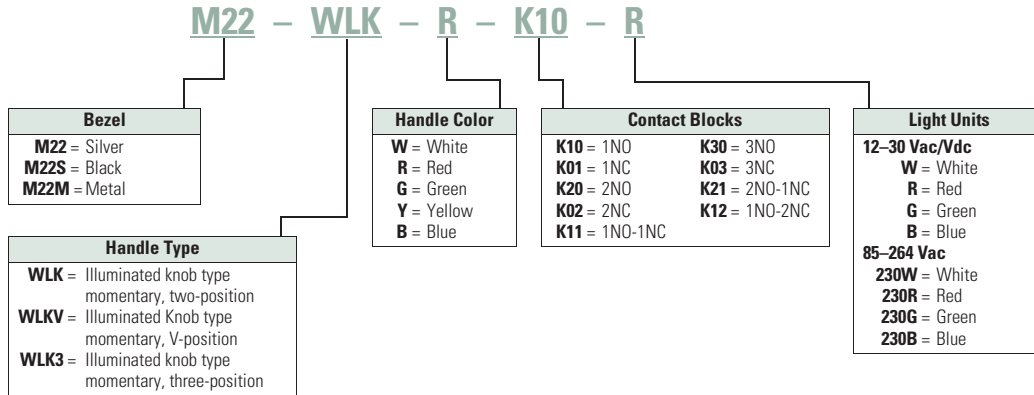 M22 – WLK – R – K10 – R
Bezel
M22 = Silver
M22S = Black
M22M = Metal
Handle Type
WLK = Illuminated knob type
momentary, two-position
WLKV = Illuminated Knob type
momentary, V-position
WLK3 = Illuminated knob type
momentary, three-position
Handle Color
W = White
R = Red
G = Green
Y = Yellow
B = Blue
Contact Blocks
K10 = 1NO
K01 = 1NC
K20 = 2NO
K02 = 2NC
K11 = 1NO-1NC
K30 = 3NO
K03 = 3NC
K21 = 2NO-1NC
K12 = 1NO-2NC
Light Units
12–30 Vac/Vdc
W = White
R = Red
G = Green
B = Blue
85–264 Vac
230W = White
230R = Red
230G = Green
230B = Blue